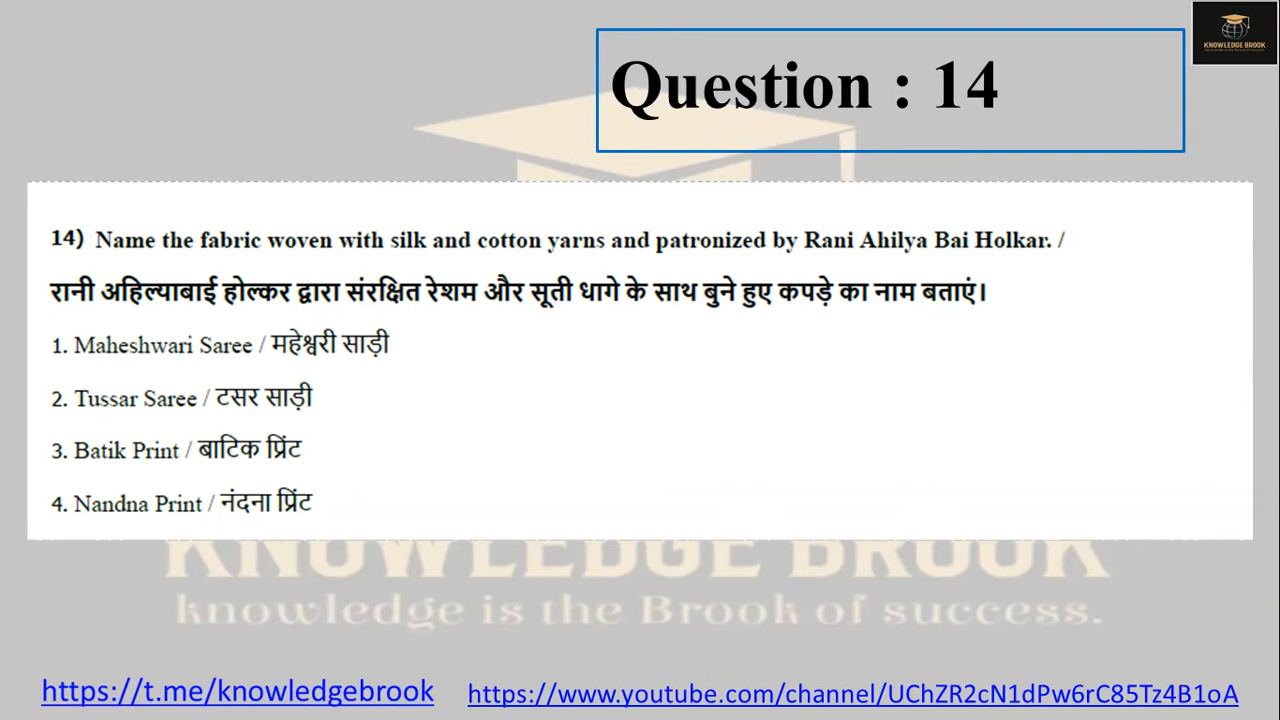 KNOWLEDGE BROOK
Question : 14
14) Name the fabric woven with silk and cotton yarns and patronized by Rani Ahilya Bai Holkar. /
रानी अहिल्याबाई होल्कर द्वारा संरक्षित रेशम और सूती धागे के साथ बुने हुए कपड़े का नाम बताएं।
1. Maheshwari Saree / महेश्वरी साड़ी
2. Tussar Saree / टसर साड़ी
3. Batik Print / बाटिक प्रिंट
4. Nandna Print / नंदना प्रिंट
KNOWLEDGE BROOK
knowledge is the Brook of success.
https://t.me/knowledgebrook
https://www.youtube.com/channel/UChZR2cN1dPw6rC85Tz4B1oA